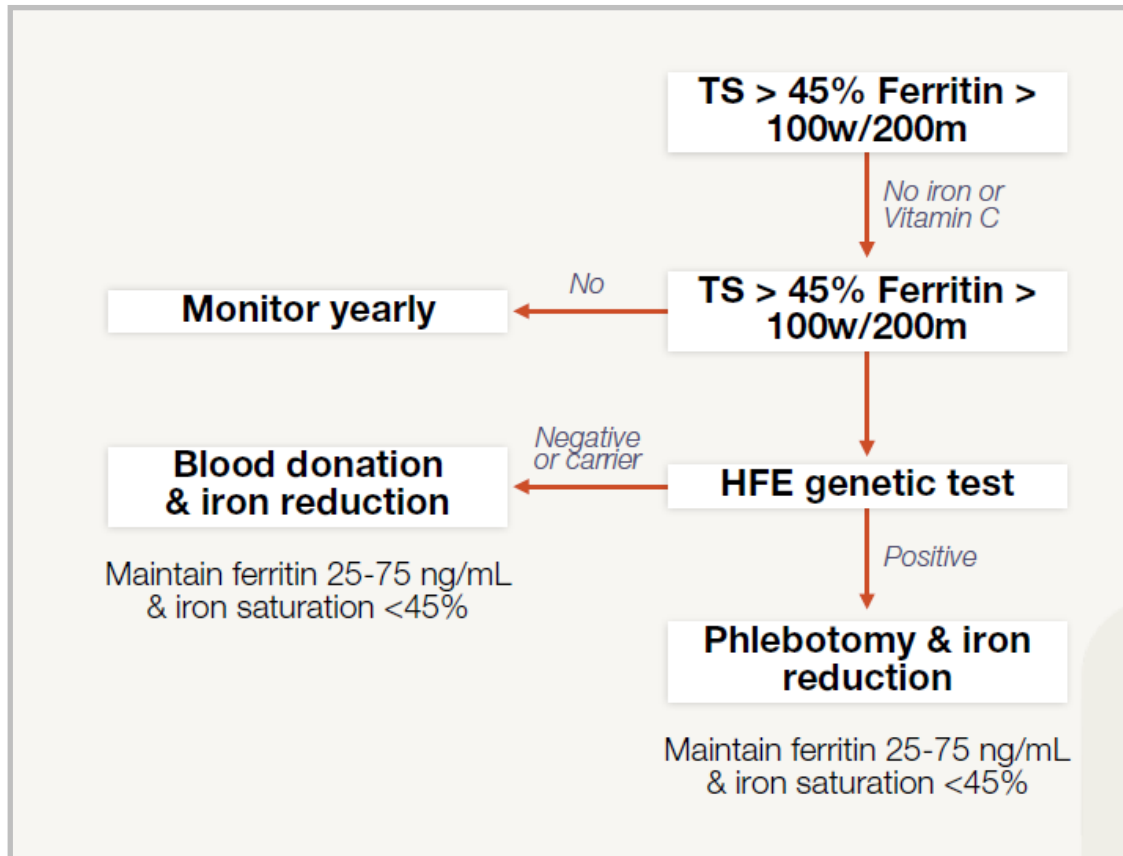 TS > 45% Ferritin >
100w/200m
No iron or
Vitamin C
TS > 45% Ferritin >
100w/200m
No
Monitor yearly
HFE genetic test
Negative
or carrier
Blood donation
& iron reduction
Maintain ferritin 25-75 ng/mL
& iron saturation <45%
Positive
Phlebotomy & iron
reduction
Maintain ferritin 25-75 ng/mL
& iron saturation <45%